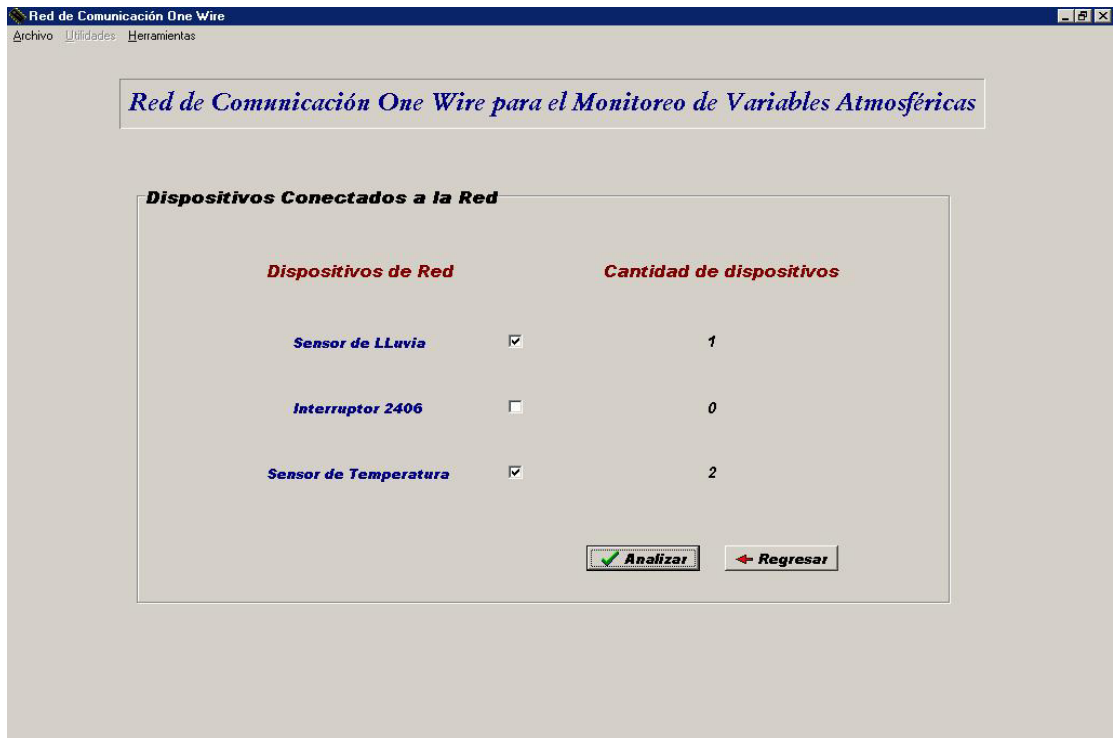 Red de Comunicación One Wire
Archivo Utilidades Herramientas
Red de Comunicación One Wire para el Monitoreo de Variables Atmosféricas
Dispositivos Conectados a la Red
Dispositivos de Red Cantidad de dispositivos
Sensor de LLuvia 1
Interruptor 2406 0
Sensor de Temperatura 2
Analizar Regresar